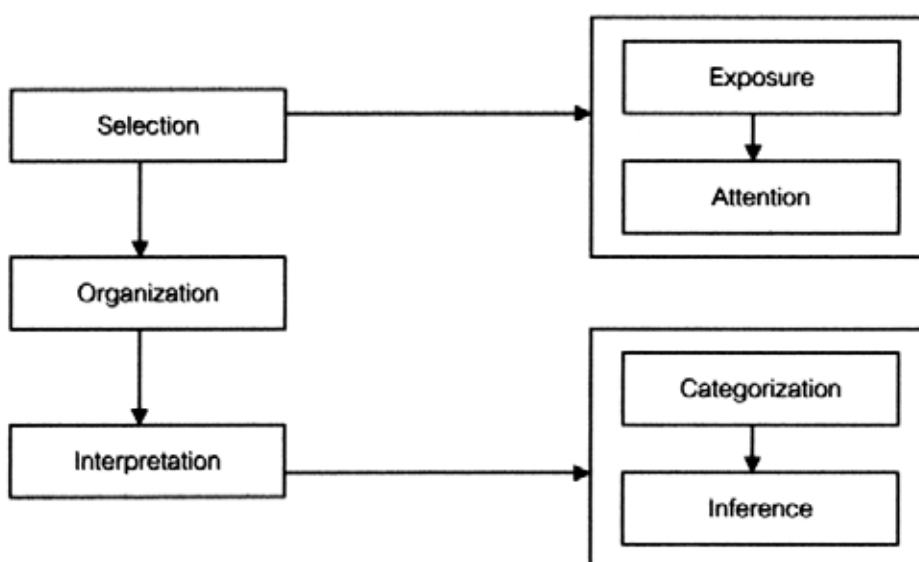 Selection
Organization
Interpretation
Exposure
Attention
Categorization
Inference